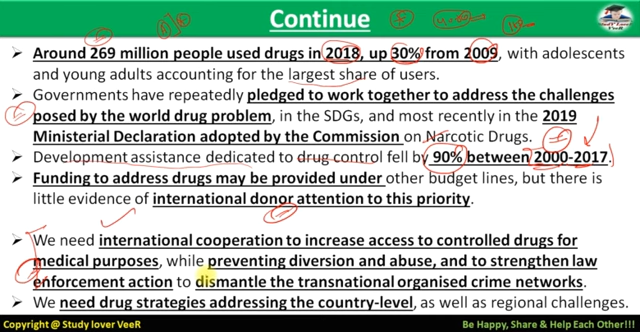 Continue
Around 269 million people used drugs in 2018, up 30% from 2009, with adolescents
and young adults accounting for the largest share of users.
Governments have repeatedly pledged to work together to address the challenges
posed by the world drug problem, in the SDGs, and most recently in the 2019
Ministerial Declaration adopted by the Commission on Narcotic Drugs.
Development assistance dedicated to drug control fell by 90% between 2000-2017.
Funding to address drugs may be provided under other budget lines, but there is
little evidence of international donor attention to this priority.
We need international cooperation to increase access to controlled drugs for
medical purposes, while preventing diversion and abuse, and to strengthen law
enforcement action to dismantle the transnational organised crime networks.
We need drug strategies addressing the country-level, as well as regional challenges.
Copyright @ Study lover VeeR
Be Happy, Share & Help Each Other!!!